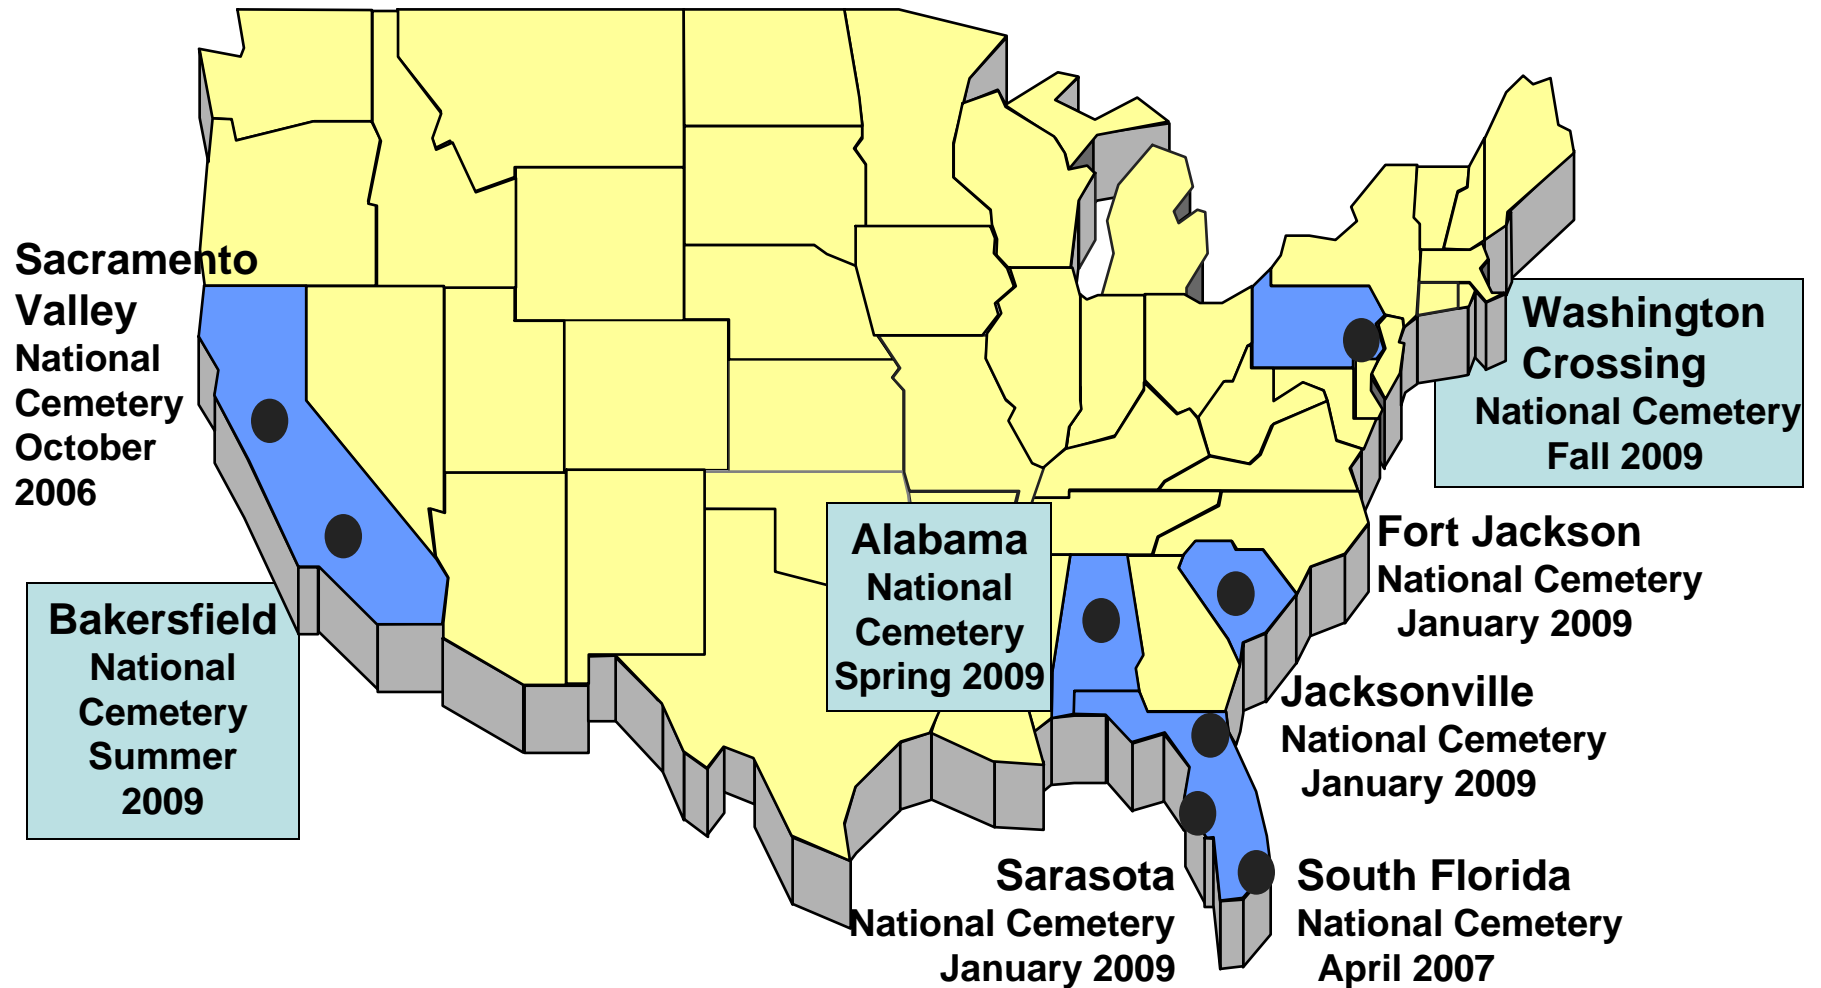 Sacramento
Valley
National
Cemetery
October
2006
Bakersfield
National
Cemetery
Summer
2009
Alabama
National
Cemetery
Spring 2009
Washington
Crossing
National Cemetery
Fall 2009
Fort Jackson
National Cemetery
January 2009
Jacksonville
National Cemetery
January 2009
Sarasota
National Cemetery
January 2009
South Florida
National Cemetery
April 2007